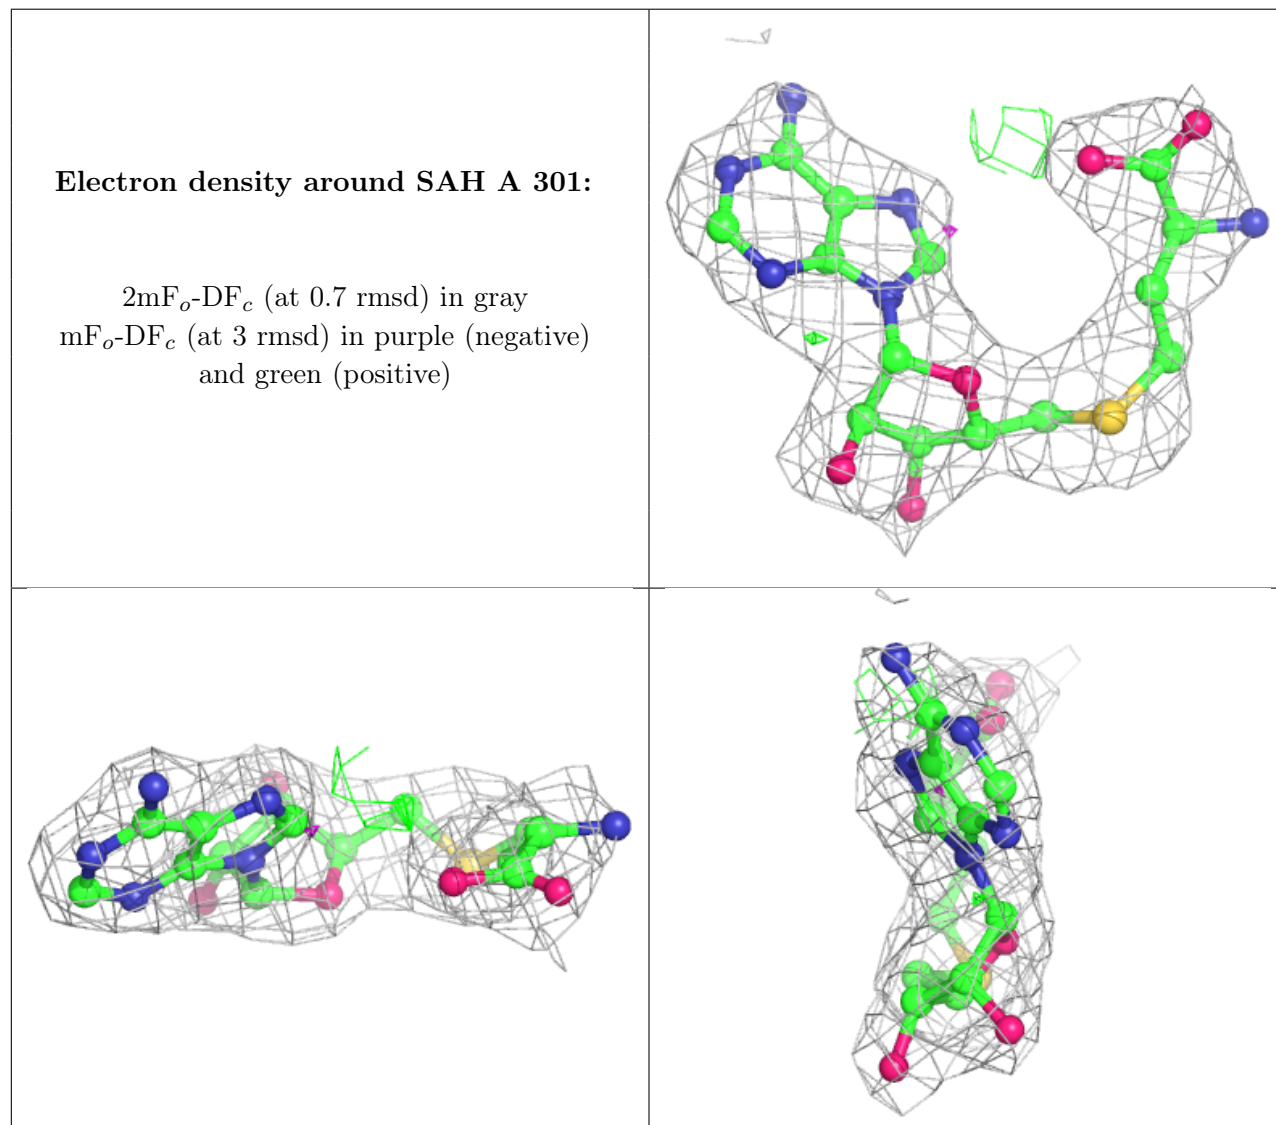 Electron density around SAH A 301:
2mFo-DFc (at 0.7 rmsd) in gray
mFo-DFc (at 3 rmsd) in purple (negative)
and green (positive)